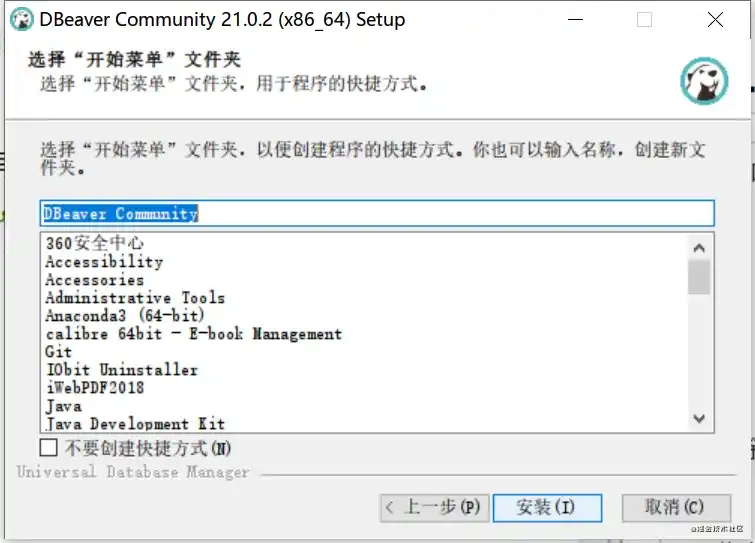 DBeaver Community 21.0.2 (x86_64) Setup
选择“开始菜单”文件夹
选择“开始菜单”文件夹，用于程序的快捷方式。
选择“开始菜单”文件夹，以便创建程序的快捷方式。你也可以输入名称，创建新文
件夹。
DBeaver Community
360安全中心
Accessibility
Accessories
Administrative Tools
Anaconda3 (64-bit)
calibre 64bit - E-book Management
Git
IObit Uninstaller
iWebPDF2018
Java
Java Development Kit
不要创建快捷方式(N)
Universal Database Manager
< 上一步(P) 安装(I) 取消(C)
@掘金技术社区